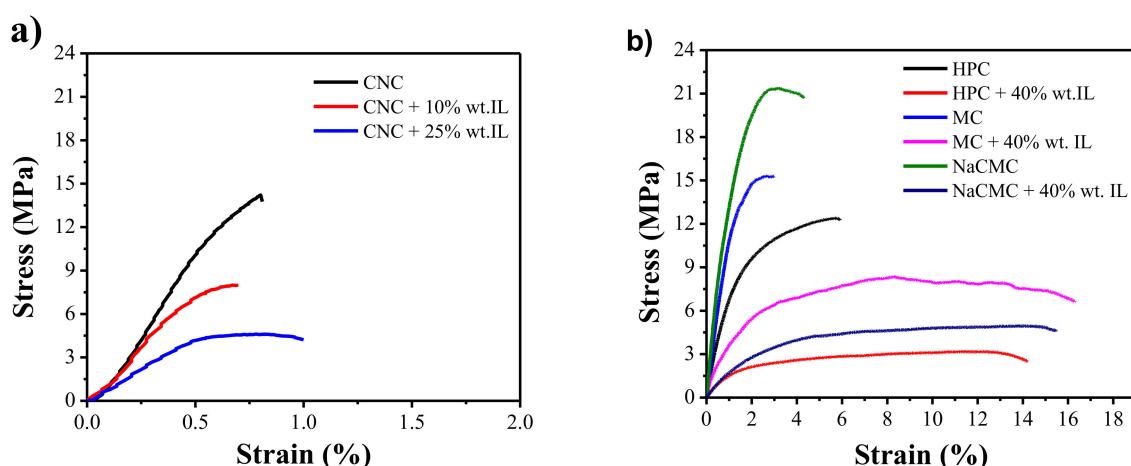 a)
24
21
18
15
12
9
6
3
0
Stress (MPa)
CNC
CNC + 10% wt.IL
CNC + 25% wt.IL
0.0 0.5 1.0 1.5 2.0
Strain (%)
b)
24
21
18
15
12
9
6
3
0
Stress (MPa)
HPC
HPC + 40% wt.IL
MC
MC + 40% wt. IL
NaCMC
NaCMC + 40% wt. IL
0 2 4 6 8 10 12 14 16 18
Strain (%)